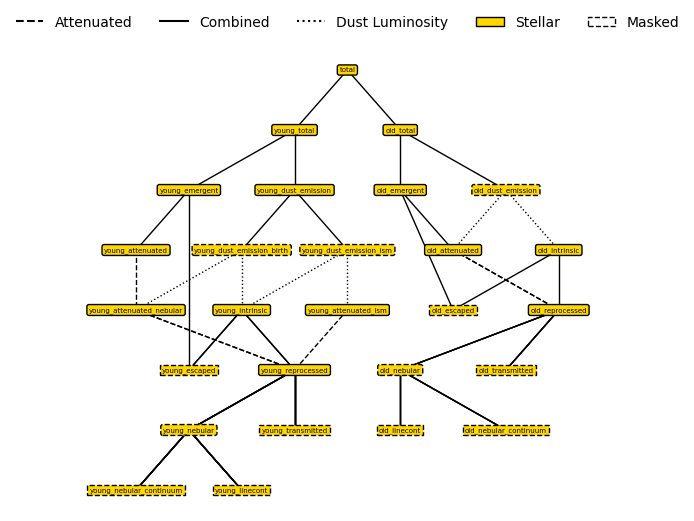 Attenuated Combined Dust Luminosity Stellar Masked
total
young_total old_total
young_emergent young_dust_emission old_emergent old_dust_emission
young_attenuated young_dust_emission_birth young_dust_emission_ism old_attenuated old_intrinsic
young_attenuated_nebular young_intrinsic young_attenuated_ism old_escaped old_reprocessed
young_escaped young_reprocessed old_nebular old_transmitted
young_nebular young_transmitted old_linecont old_nebular_continuum
young_nebular_continuum young_linecont